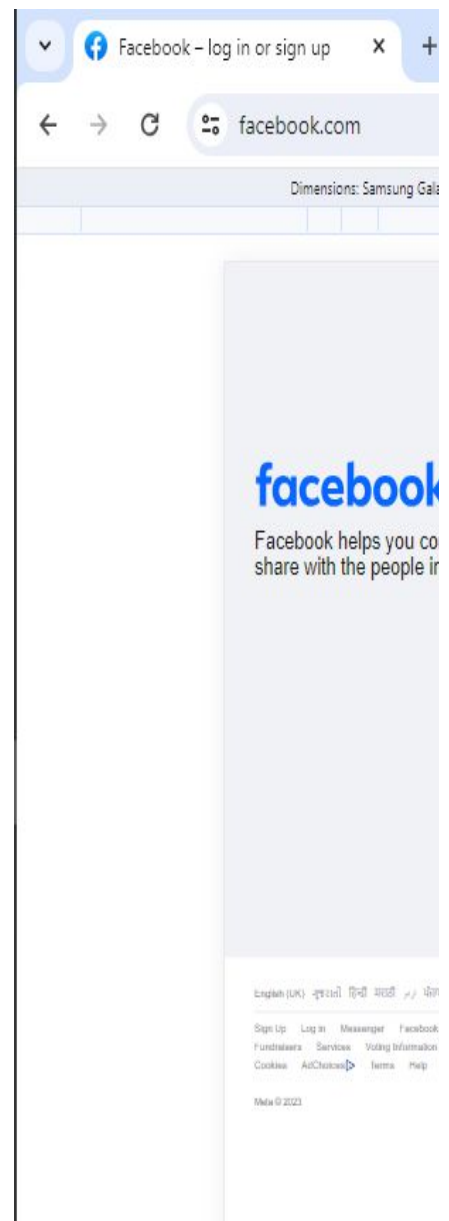 Facebook – log in or sign up
facebook.com
Dimensions: Samsung Gala
facebook
Facebook helps you co
share with the people in
English (UK) ગુજરાતી हिन्दी मराठी اردو
Sign Up Log in Messenger Facebook
Fundraisers Services Voting Information
Cookies AdChoices Terms Help
Meta © 2023